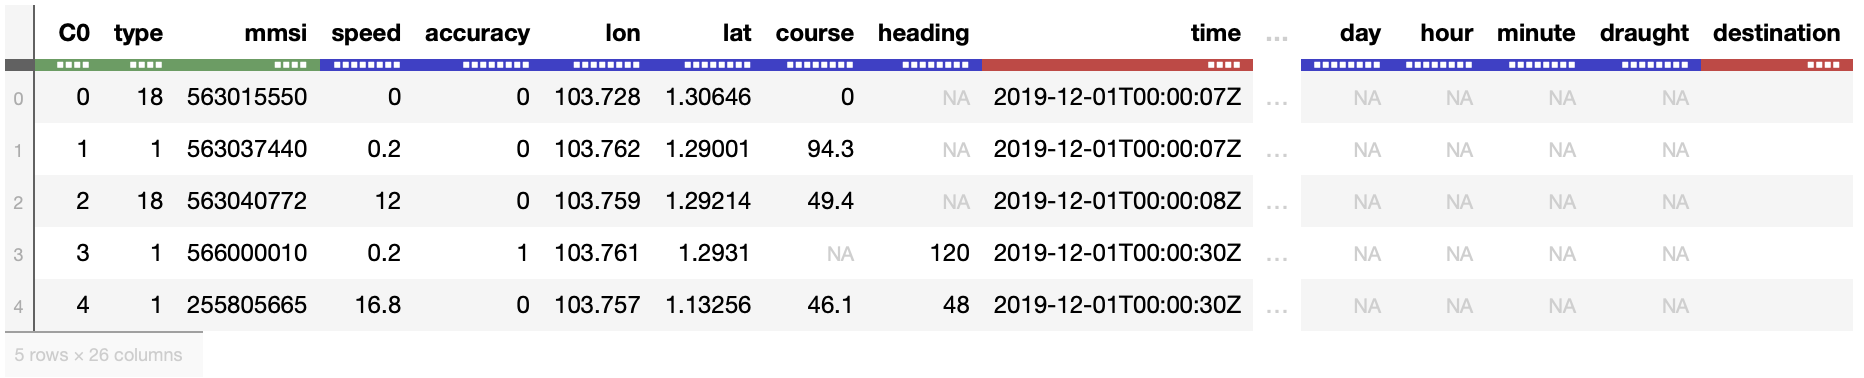 C0 type mmsi speed accuracy lon lat course heading time ... day hour minute draught destination
0 0 18 563015550 0 0 103.728 1.30646 0 NA 2019-12-01T00:00:07Z ... NA NA NA NA
1 1 1 563037440 0.2 0 103.762 1.29001 94.3 NA 2019-12-01T00:00:07Z ... NA NA NA NA
2 2 18 563040772 12 0 103.759 1.29214 49.4 NA 2019-12-01T00:00:08Z ... NA NA NA NA
3 3 1 566000010 0.2 1 103.761 1.2931 NA 120 2019-12-01T00:00:30Z ... NA NA NA NA
4 4 1 255805665 16.8 0 103.757 1.13256 46.1 48 2019-12-01T00:00:30Z ... NA NA NA NA
5 rows × 26 columns